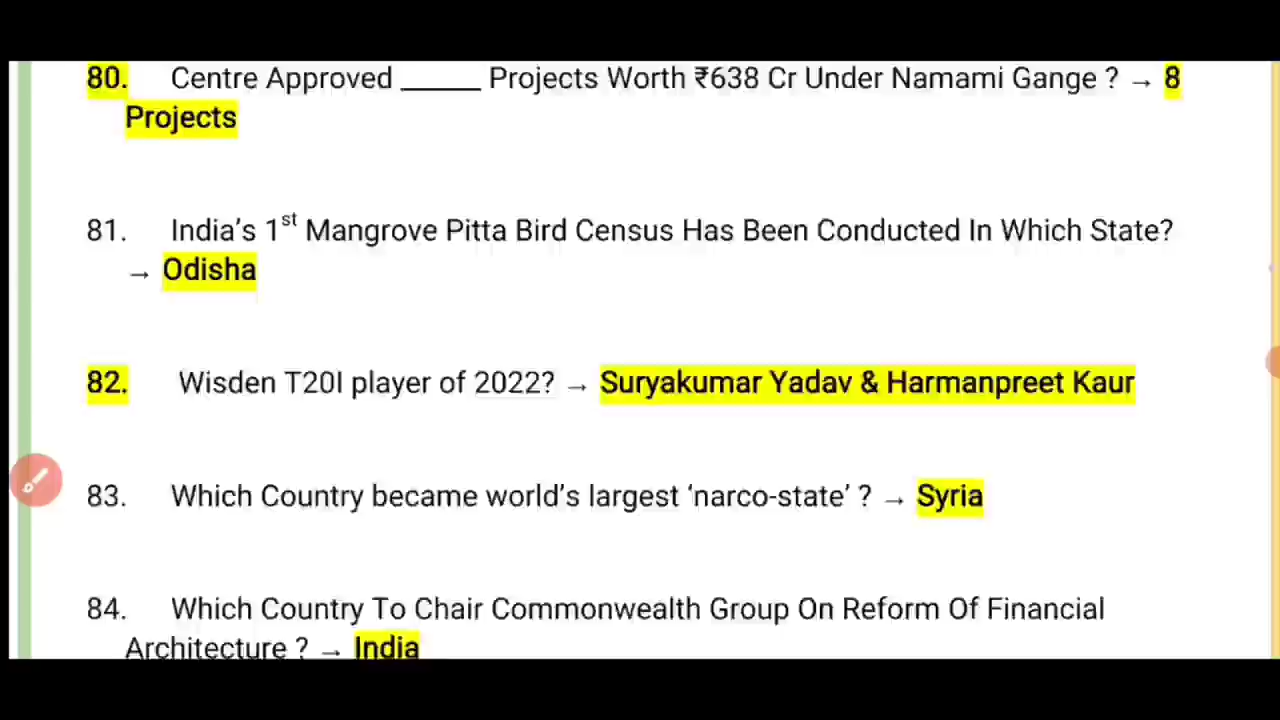 80. Centre Approved _____ Projects Worth ₹638 Cr Under Namami Gange ? → 8
Projects
81. India’s 1st Mangrove Pitta Bird Census Has Been Conducted In Which State?
→ Odisha
82. Wisden T20I player of 2022? → Suryakumar Yadav & Harmanpreet Kaur
83. Which Country became world’s largest ‘narco-state’ ? → Syria
84. Which Country To Chair Commonwealth Group On Reform Of Financial
Architecture ? → India